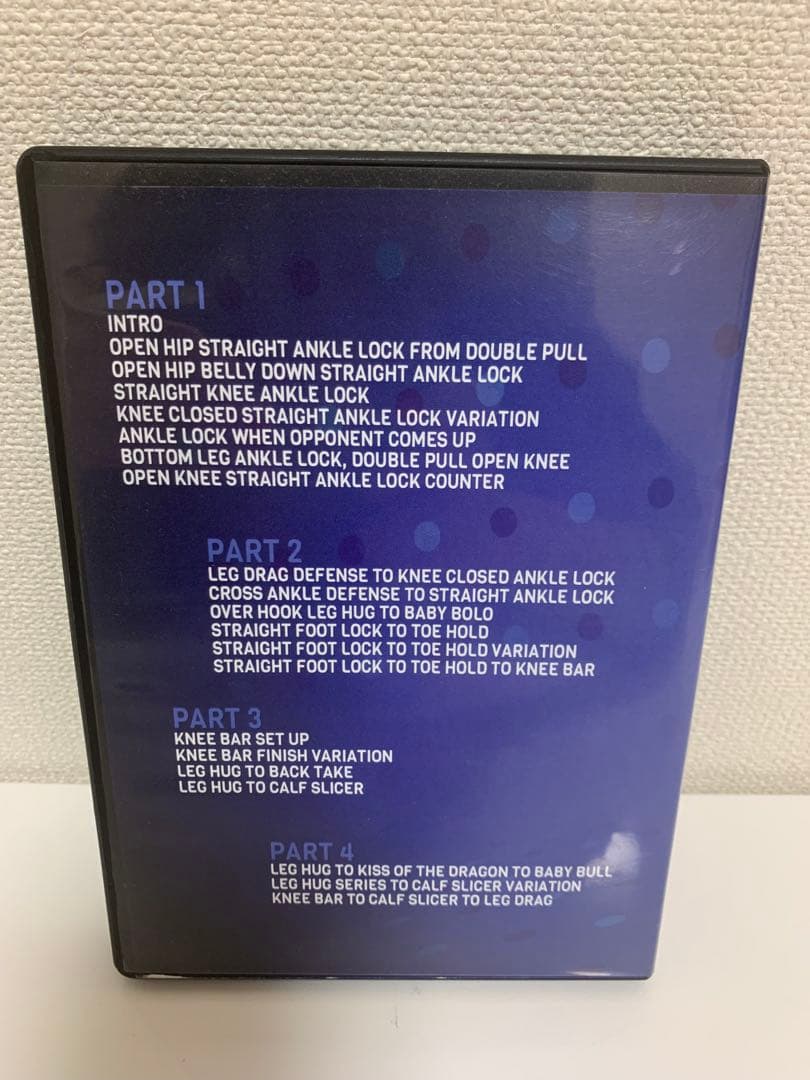 PART 1
INTRO
OPEN HIP STRAIGHT ANKLE LOCK FROM DOUBLE PULL
OPEN HIP BELLY DOWN STRAIGHT ANKLE LOCK
STRAIGHT KNEE ANKLE LOCK
KNEE CLOSED STRAIGHT ANKLE LOCK VARIATION
ANKLE LOCK WHEN OPPONENT COMES UP
BOTTOM LEG ANKLE LOCK, DOUBLE PULL OPEN KNEE
OPEN KNEE STRAIGHT ANKLE LOCK COUNTER
PART 2
LEG DRAG DEFENSE TO KNEE CLOSED ANKLE LOCK
CROSS ANKLE DEFENSE TO STRAIGHT ANKLE LOCK
OVER HOOK LEG HUG TO BABY BOLO
STRAIGHT FOOT LOCK TO TOE HOLD
STRAIGHT FOOT LOCK TO TOE HOLD VARIATION
STRAIGHT FOOT LOCK TO TOE HOLD TO KNEE BAR
PART 3
KNEE BAR SET UP
KNEE BAR FINISH VARIATION
LEG HUG TO BACK TAKE
LEG HUG TO CALF SLICER
PART 4
LEG HUG TO KISS OF THE DRAGON TO BABY BULL
LEG HUG SERIES TO CALF SLICER VARIATION
KNEE BAR TO CALF SLICER TO LEG DRAG